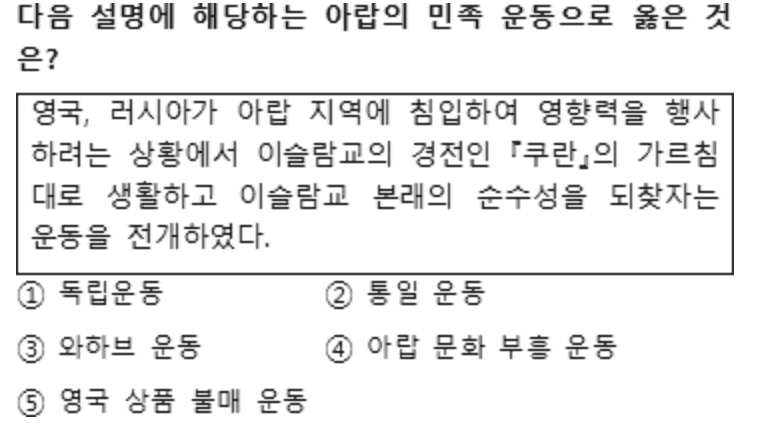 다음 설명에 해당하는 아랍의 민족 운동으로 옳은 것
은?
영국, 러시아가 아랍 지역에 침입하여 영향력을 행사
하려는 상황에서 이슬람교의 경전인 『쿠란』의 가르침
대로 생활하고 이슬람교 본래의 순수성을 되찾자는
운동을 전개하였다.
① 독립운동 ② 통일 운동
③ 와하브 운동 ④ 아랍 문화 부흥 운동
⑤ 영국 상품 불매 운동